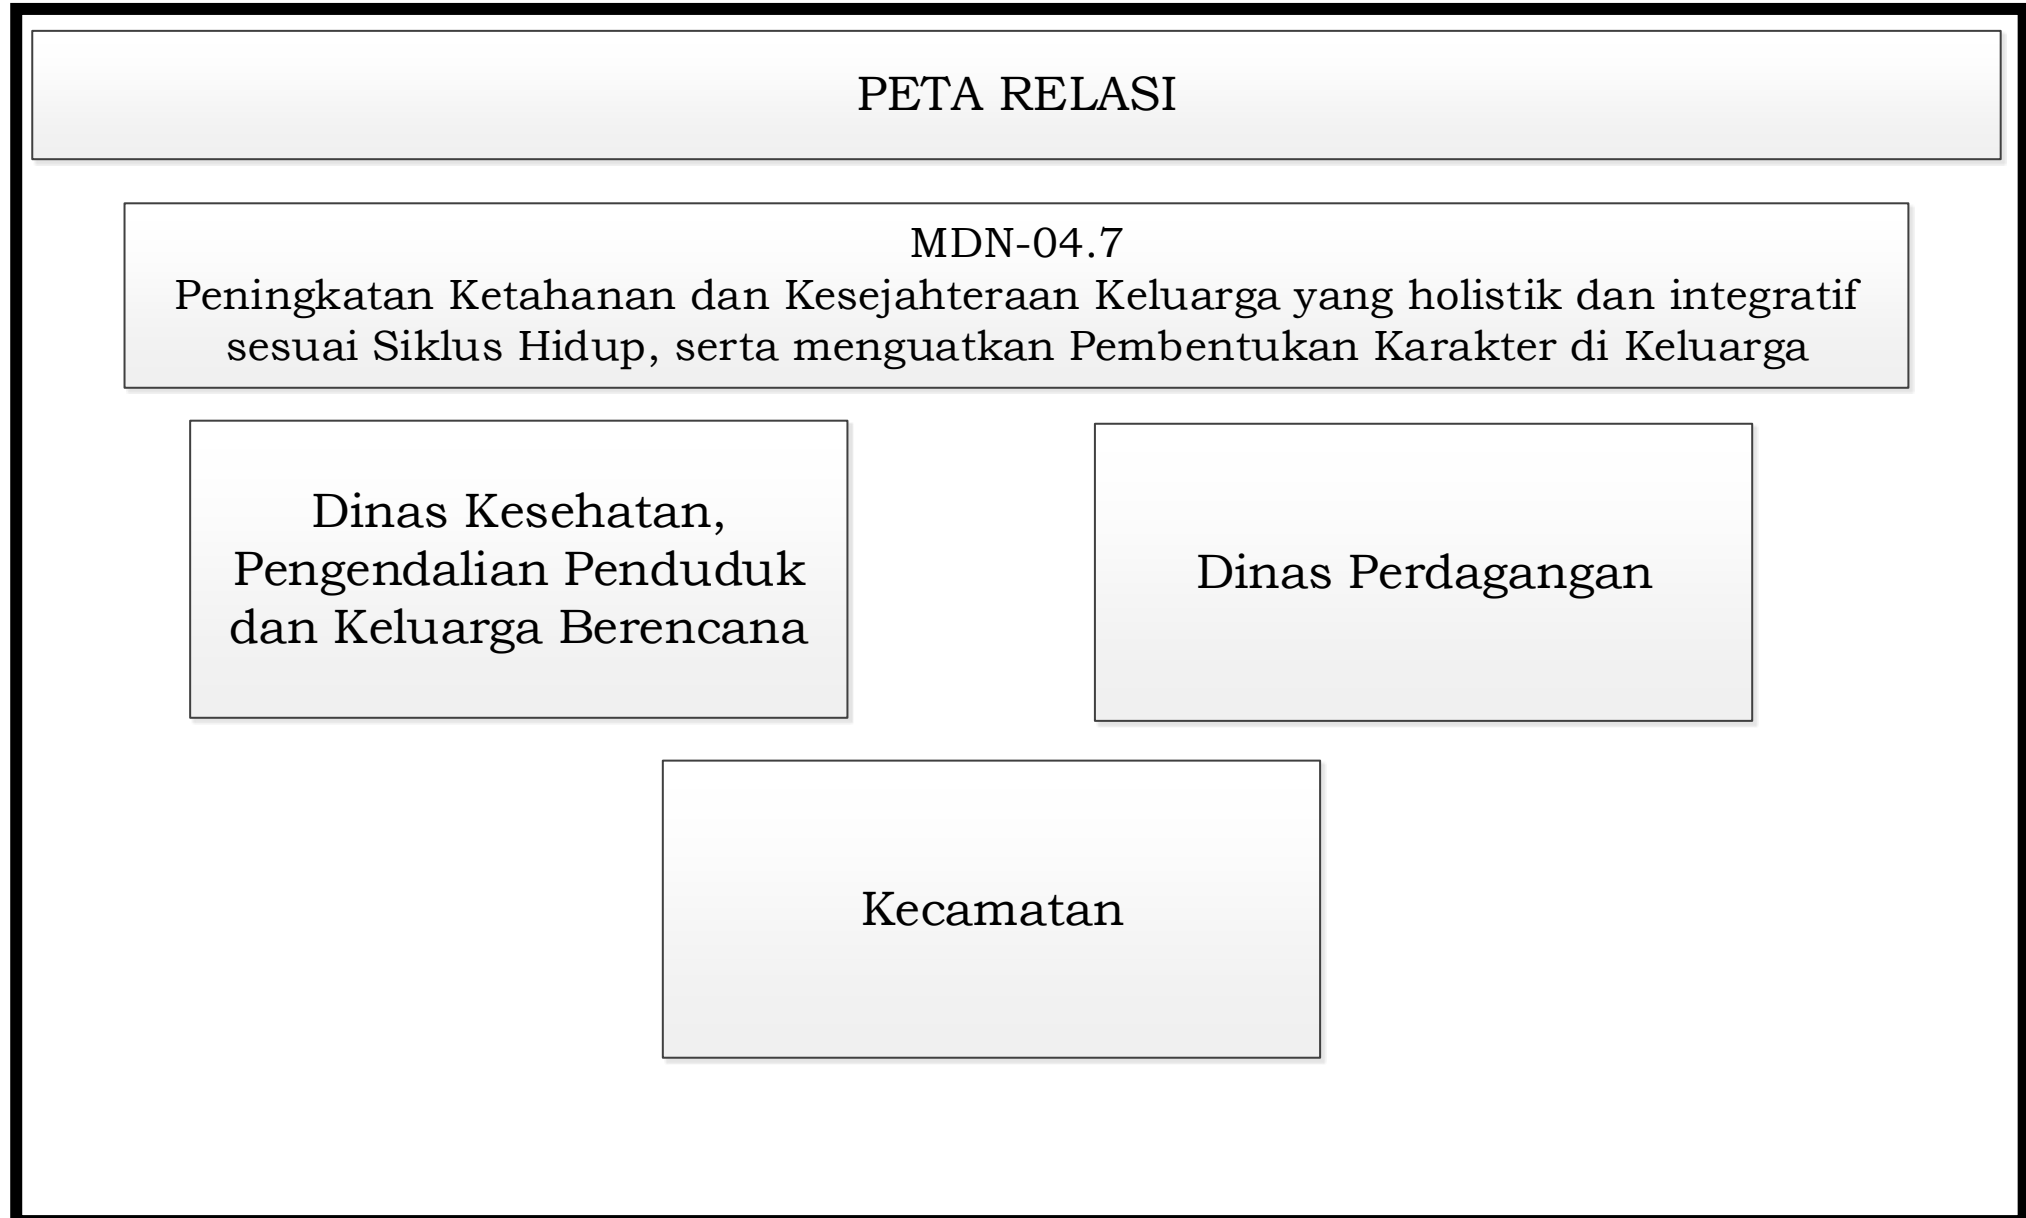 PETA RELASI
MDN-04.7
Peningkatan Ketahanan dan Kesejahteraan Keluarga yang holistik dan integratif
sesuai Siklus Hidup, serta menguatkan Pembentukan Karakter di Keluarga
Dinas Kesehatan,
Pengendalian Penduduk
dan Keluarga Berencana
Dinas Perdagangan
Kecamatan